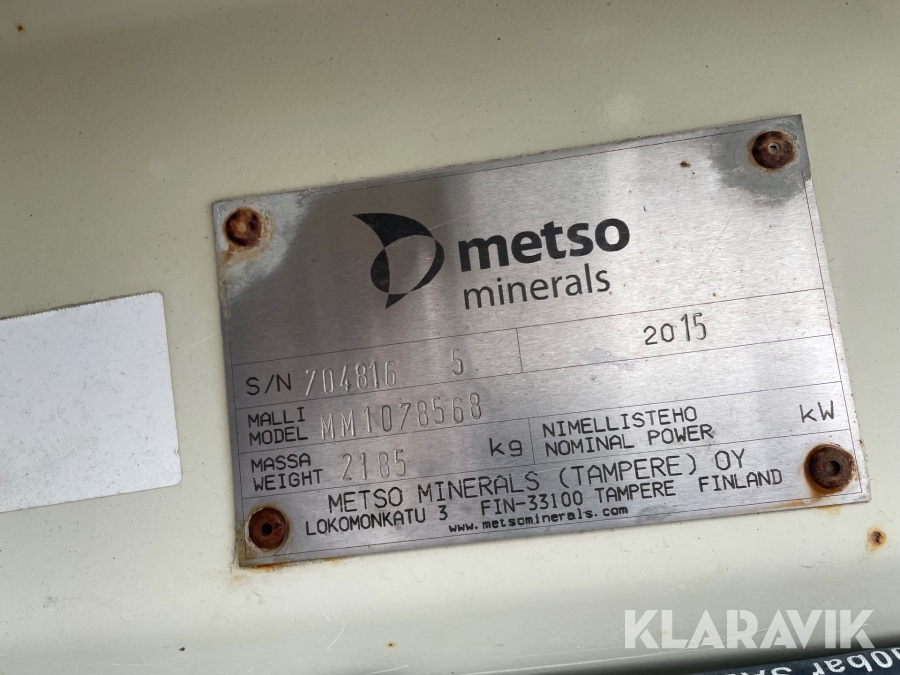 metso
minerals
S/N 704816 5 2015
MALLI
MODEL MM1078568
MASSA
WEIGHT 2185 kg
NIMELLISTEHO
NOMINAL POWER kW
METSO MINERALS (TAMPERE) OY
LOKOMONKATU 3 FIN-33100 TAMPERE FINLAND
www.metsominerals.com
KLARAVIK